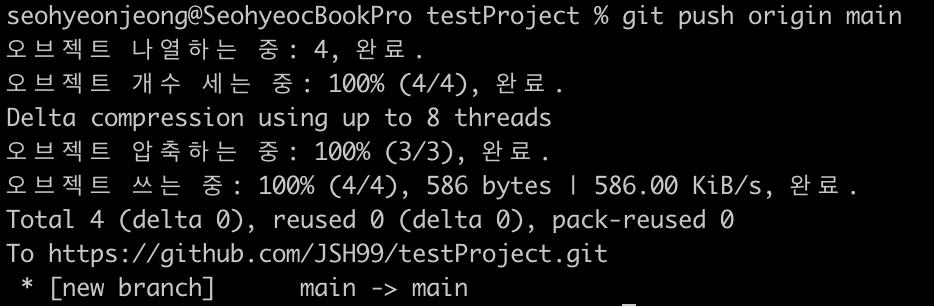 seohyeonjeong@SeohyeocBookPro testProject % git push origin main
오브젝트 나열하는 중: 4, 완료.
오브젝트 개수 세는 중: 100% (4/4), 완료.
Delta compression using up to 8 threads
오브젝트 압축하는 중: 100% (3/3), 완료.
오브젝트 쓰는 중: 100% (4/4), 586 bytes | 586.00 KiB/s, 완료.
Total 4 (delta 0), reused 0 (delta 0), pack-reused 0
To https://github.com/JSH99/testProject.git
 * [new branch]      main -> main